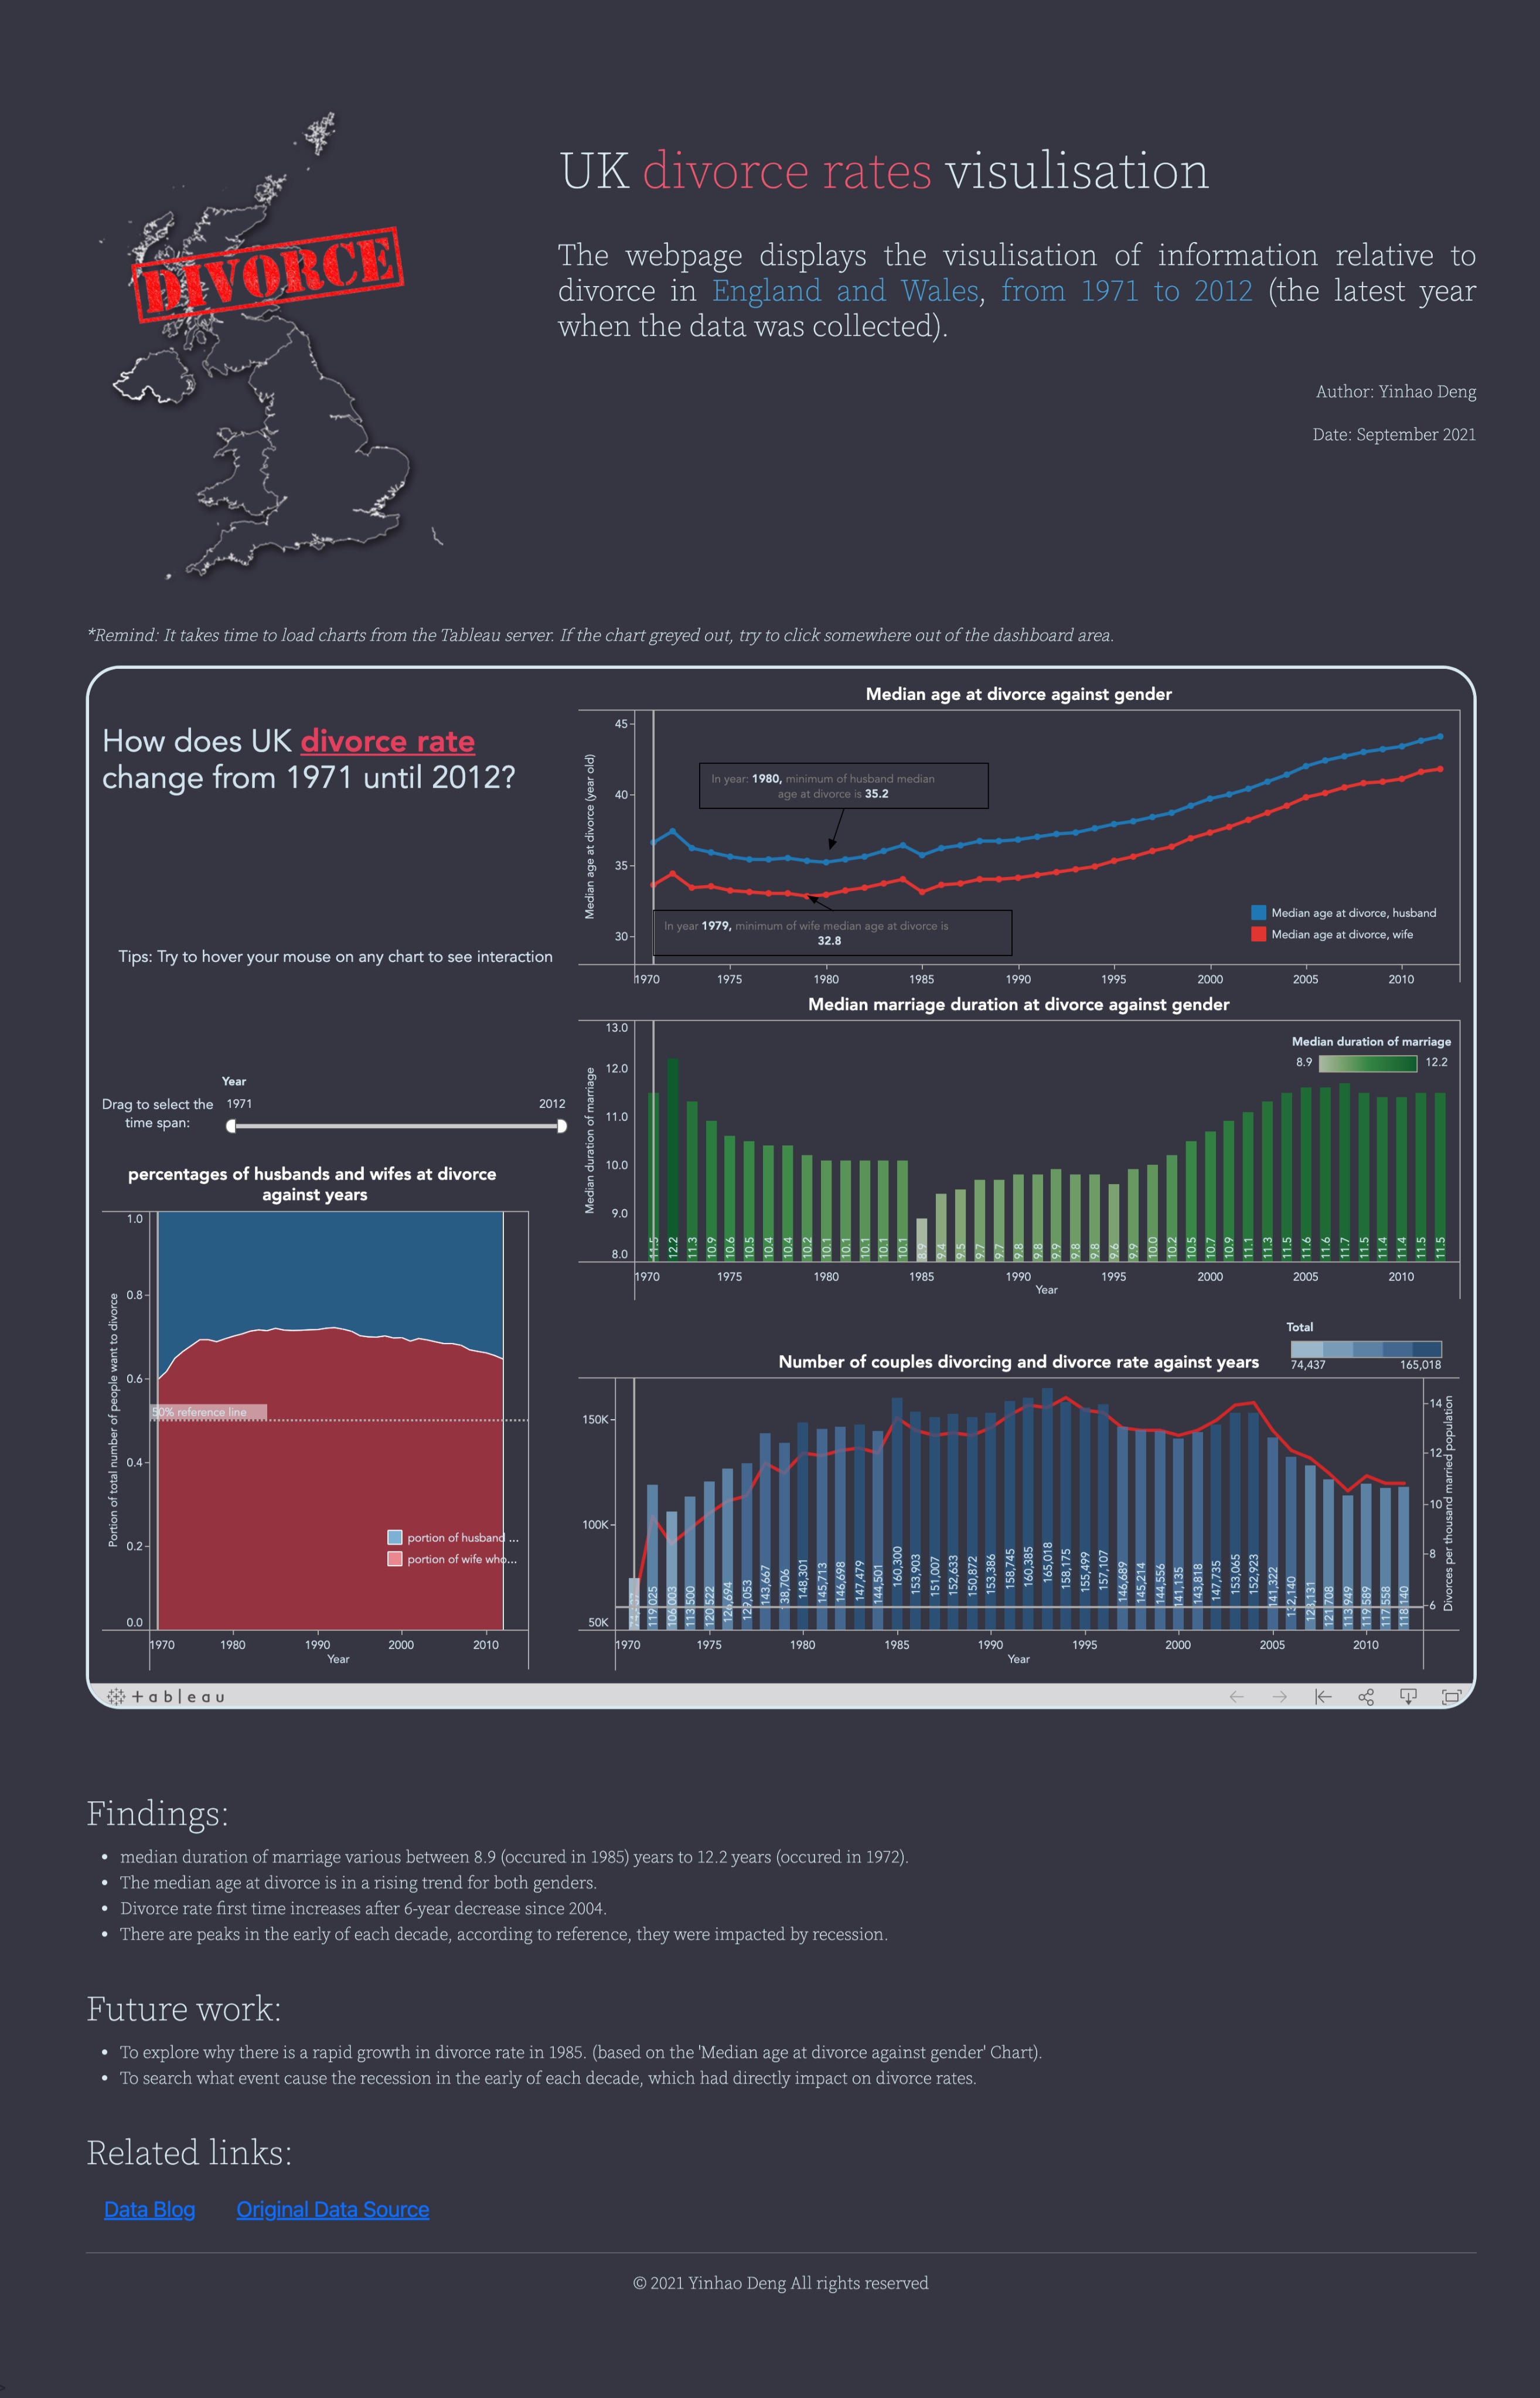 DIVORCE
UK divorce rates visulisation
The webpage displays the visulisation of information relative to
divorce in England and Wales, from 1971 to 2012 (the latest year
when the data was collected).
Author: Yinhao Deng
Date: September 2021
*Remind: It takes time to load charts from the Tableau server. If the chart greyed out, try to click somewhere out of the dashboard area.
How does UK divorce rate
change from 1971 until 2012?
Tips: Try to hover your mouse on any chart to see interaction
Year
Drag to select the
time span:
1971
2012
percentages of husbands and wifes at divorce
against years
Portion of total number of people want to divorce
1.0
0.8
0.6
0.4
0.2
0.0
50% reference line
portion of husband ...
portion of wife who...
1970 1980 1990 2000 2010
Year
Median age at divorce against gender
Median age at divorce (year old)
45
40
35
30
In year: 1980, minimum of husband median
age at divorce is 35.2
In year 1979, minimum of wife median age at divorce is
32.8
Median age at divorce, husband
Median age at divorce, wife
1970 1975 1980 1985 1990 1995 2000 2005 2010
Median marriage duration at divorce against gender
Median duration of marriage
8.9 12.2
Median duration of marriage
13.0
12.0
11.0
10.0
9.0
8.0
11.5 12.2 11.3 10.9 10.6 10.5 10.4 10.4 10.2 10.1 10.1 10.1 10.1 10.1 8.9 9.4 9.5 9.7 9.7 9.8 9.8 9.9 9.8 9.8 9.6 9.9 10.0 10.2 10.5 10.7 10.9 11.1 11.3 11.5 11.6 11.6 11.7 11.5 11.4 11.4 11.5 11.5
1970 1975 1980 1985 1990 1995 2000 2005 2010
Year
Total
74,437 165,018
Number of couples divorcing and divorce rate against years
150K
100K
50K
119,025 106,003 113,500 120,522 126,694 129,053 143,667 138,706 148,301 145,713 146,698 147,479 144,501 160,300 153,903 151,007 152,633 150,872 153,386 158,745 160,385 165,018 158,175 155,499 157,107 146,689 145,214 144,556 141,135 143,818 147,735 153,065 152,923 141,322 132,140 128,131 121,708 113,949 119,589 117,558 118,140
14
12
10
8
6
Divorces per thousand married population
1970 1975 1980 1985 1990 1995 2000 2005 2010
Year
+ableau
Findings:
• median duration of marriage various between 8.9 (occured in 1985) years to 12.2 years (occured in 1972).
• The median age at divorce is in a rising trend for both genders.
• Divorce rate first time increases after 6-year decrease since 2004.
• There are peaks in the early of each decade, according to reference, they were impacted by recession.
Future work:
• To explore why there is a rapid growth in divorce rate in 1985. (based on the 'Median age at divorce against gender' Chart).
• To search what event cause the recession in the early of each decade, which had directly impact on divorce rates.
Related links:
Data Blog Original Data Source
© 2021 Yinhao Deng All rights reserved
>